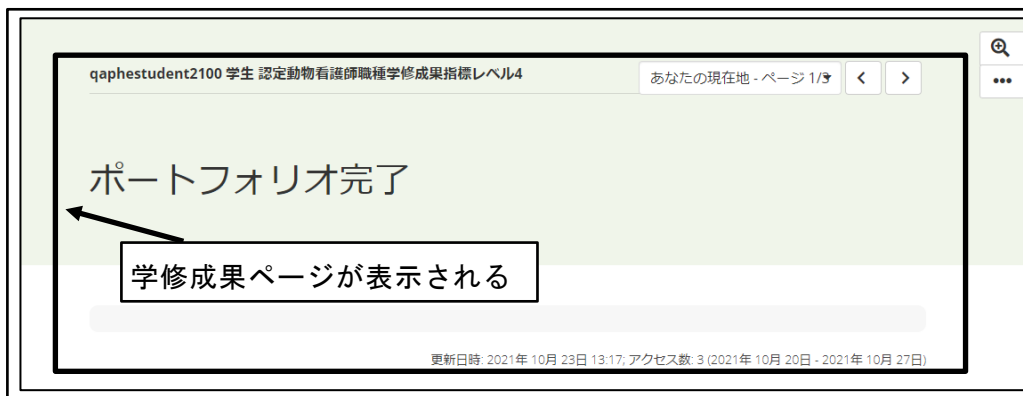 qaphestudent2100 学生 認定動物看護師職種学修成果指標レベル4
あなたの現在地 - ページ 1/3
ポートフォリオ完了
学修成果ページが表示される
更新日時: 2021年 10月 23日 13:17; アクセス数: 3 (2021年 10月 20日 - 2021年 10月 27日)